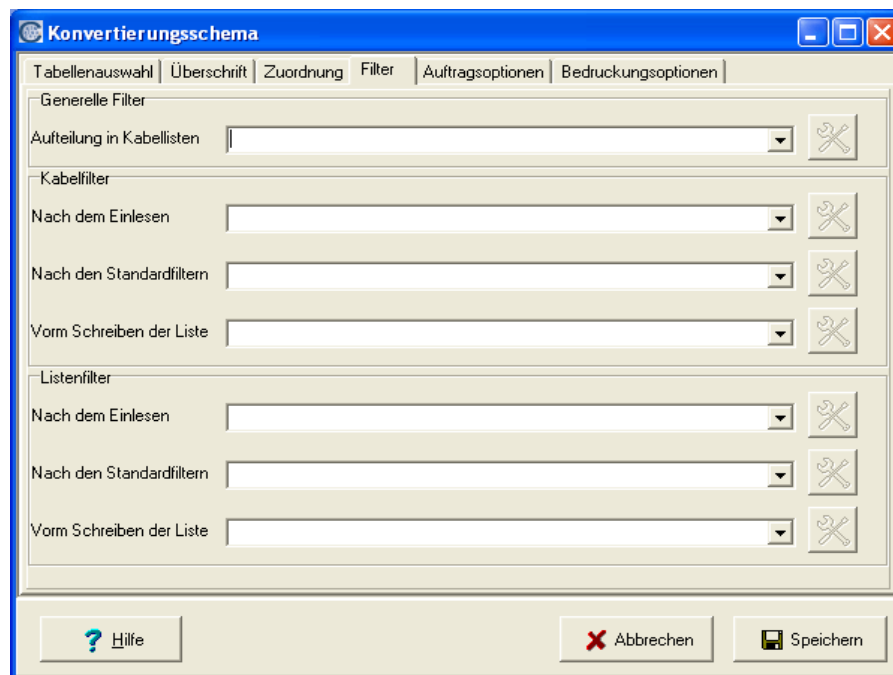 Konvertierungsschema
Tabellenauswahl Überschrift Zuordnung Filter Auftragsoptionen Bedruckungsoptionen
Generelle Filter
Aufteilung in Kabellisten
Kabelfilter
Nach dem Einlesen
Nach den Standardfiltern
Vorm Schreiben der Liste
Listenfilter
Nach dem Einlesen
Nach den Standardfiltern
Vorm Schreiben der Liste
? Hilfe Abbrechen Speichern